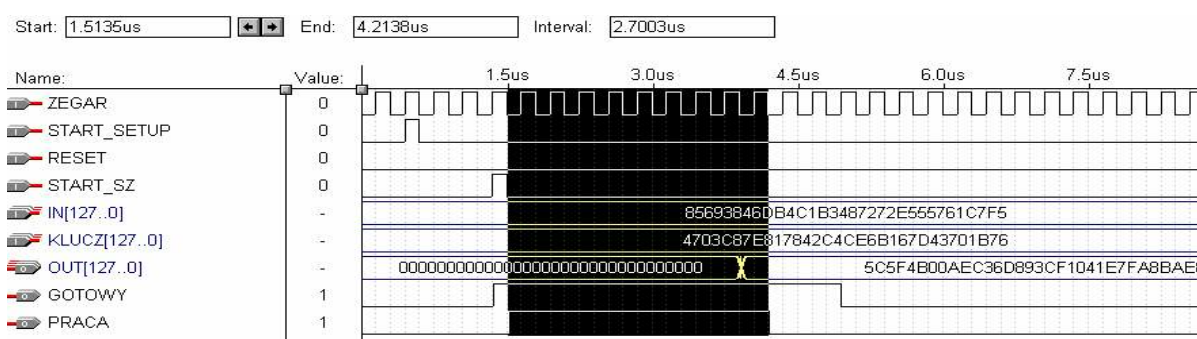 Start: 1.5135us End: 4.2138us Interval: 2.7003us
Name: Value: 1.5us 3.0us 4.5us 6.0us 7.5us
ZEGAR 0
START_SETUP 0
RESET 0
START_SZ 0
IN[127..0] - 85693846DB4C1B3487272E555761C7F5
KLUCZ[127..0] - 4703C87E817842C4CE6B167D43701B76
OUT[127..0] - 00000000000000000000000000000000 5C5F4B00AEC36D893CF1041E7FA8BAE
GOTOWY 1
PRACA 1